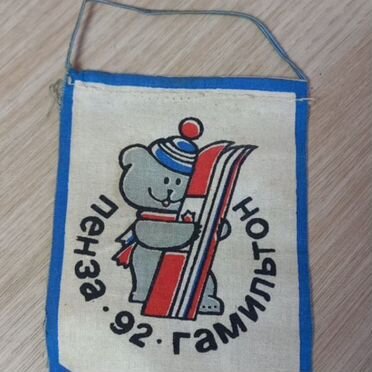 пенза · 92 · гамильтон